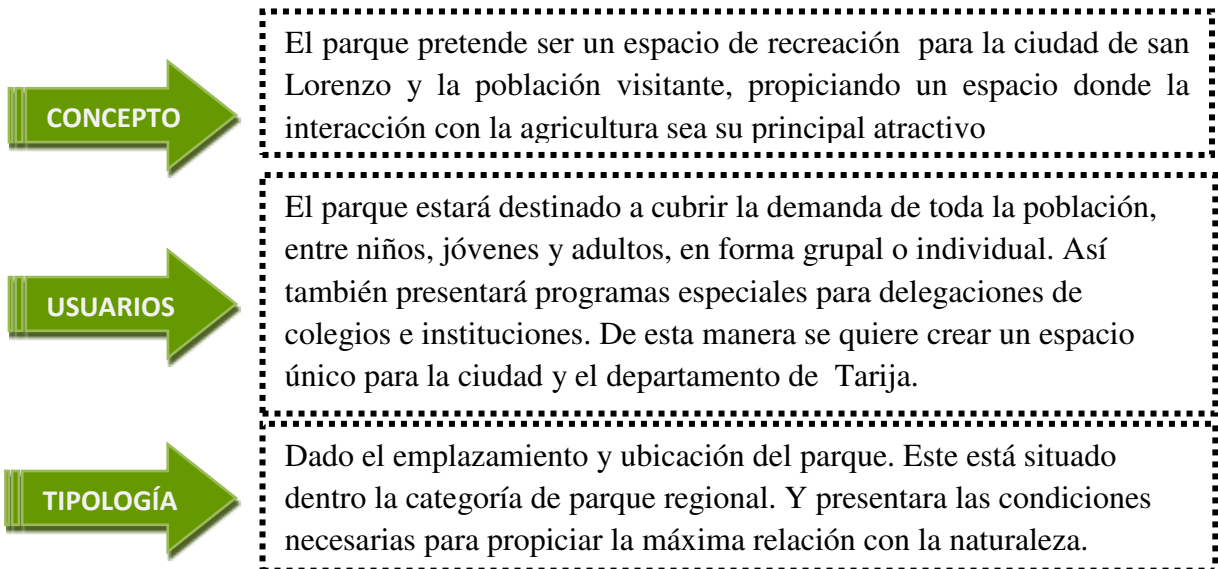 CONCEPTO
El parque pretende ser un espacio de recreación para la ciudad de san
Lorenzo y la población visitante, propiciando un espacio donde la
interacción con la agricultura sea su principal atractivo
USUARIOS
El parque estará destinado a cubrir la demanda de toda la población,
entre niños, jóvenes y adultos, en forma grupal o individual. Así
también presentará programas especiales para delegaciones de
colegios e instituciones. De esta manera se quiere crear un espacio
único para la ciudad y el departamento de Tarija.
TIPOLOGÍA
Dado el emplazamiento y ubicación del parque. Este está situado
dentro la categoría de parque regional. Y presentara las condiciones
necesarias para propiciar la máxima relación con la naturaleza.